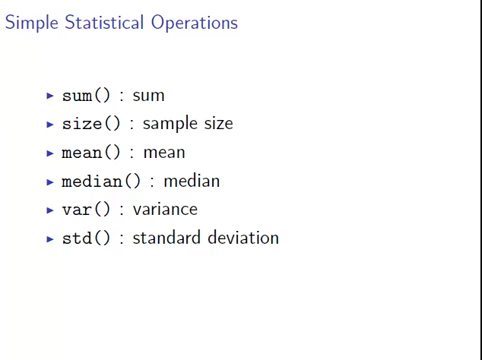 Simple Statistical Operations
▶ sum() : sum
▶ size() : sample size
▶ mean() : mean
▶ median() : median
▶ var() : variance
▶ std() : standard deviation